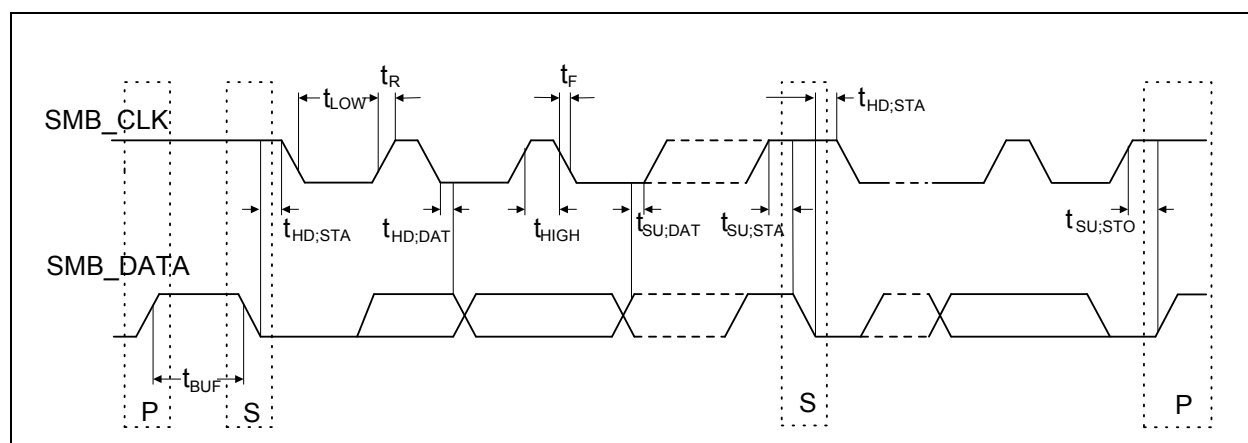 tR
tF
tLOW
tHD;STA
SMB_CLK
tHD;STA
tHD;DAT
tHIGH
tSU;DAT
tSU;STA
tSU;STO
SMB_DATA
tBUF
P
S
S
P